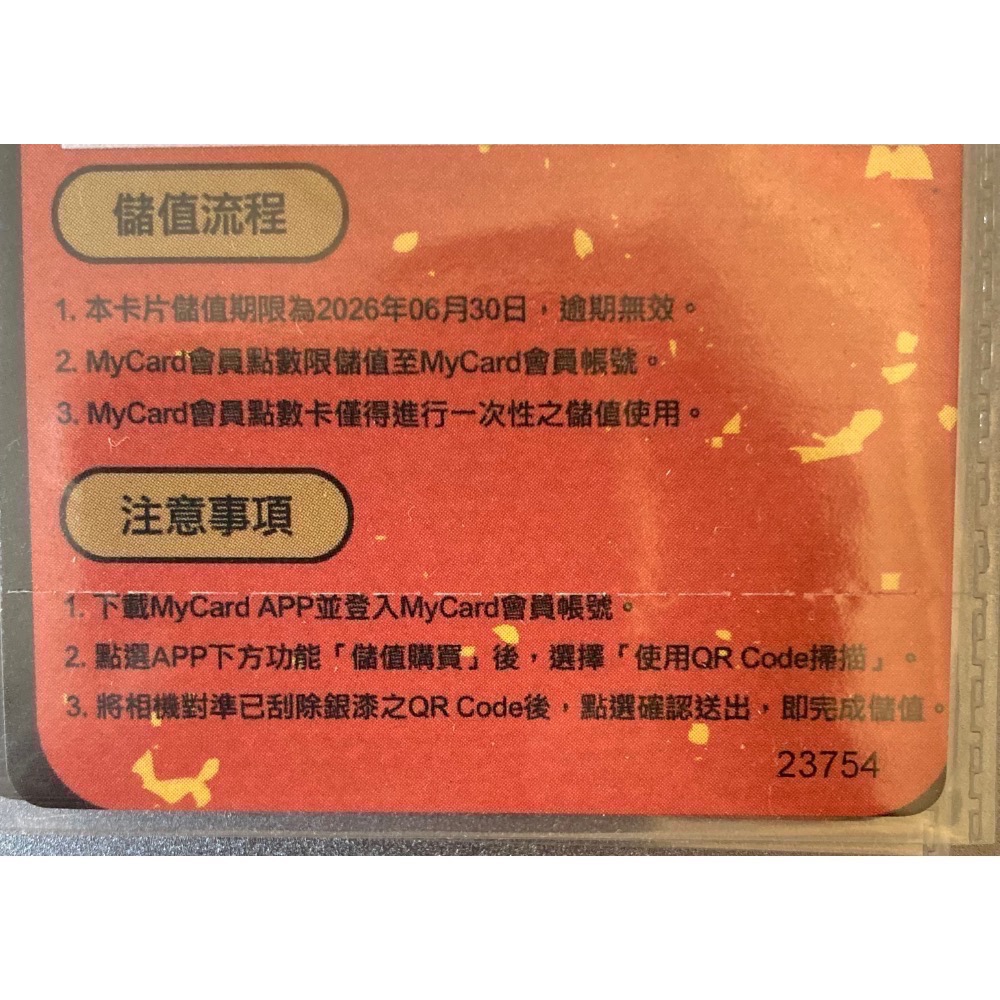 儲值流程
1. 本卡片儲值期限為2026年06月30日，逾期無效。
2. MyCard會員點數限儲值至MyCard會員帳號。
3. MyCard會員點數卡僅得進行一次性之儲值使用。
注意事項
1. 下載MyCard APP並登入MyCard會員帳號。
2. 點選APP下方功能「儲值購買」後，選擇「使用QR Code掃描」。
3. 將相機對準已刮除銀漆之QR Code後，點選確認送出，即完成儲值。
23754